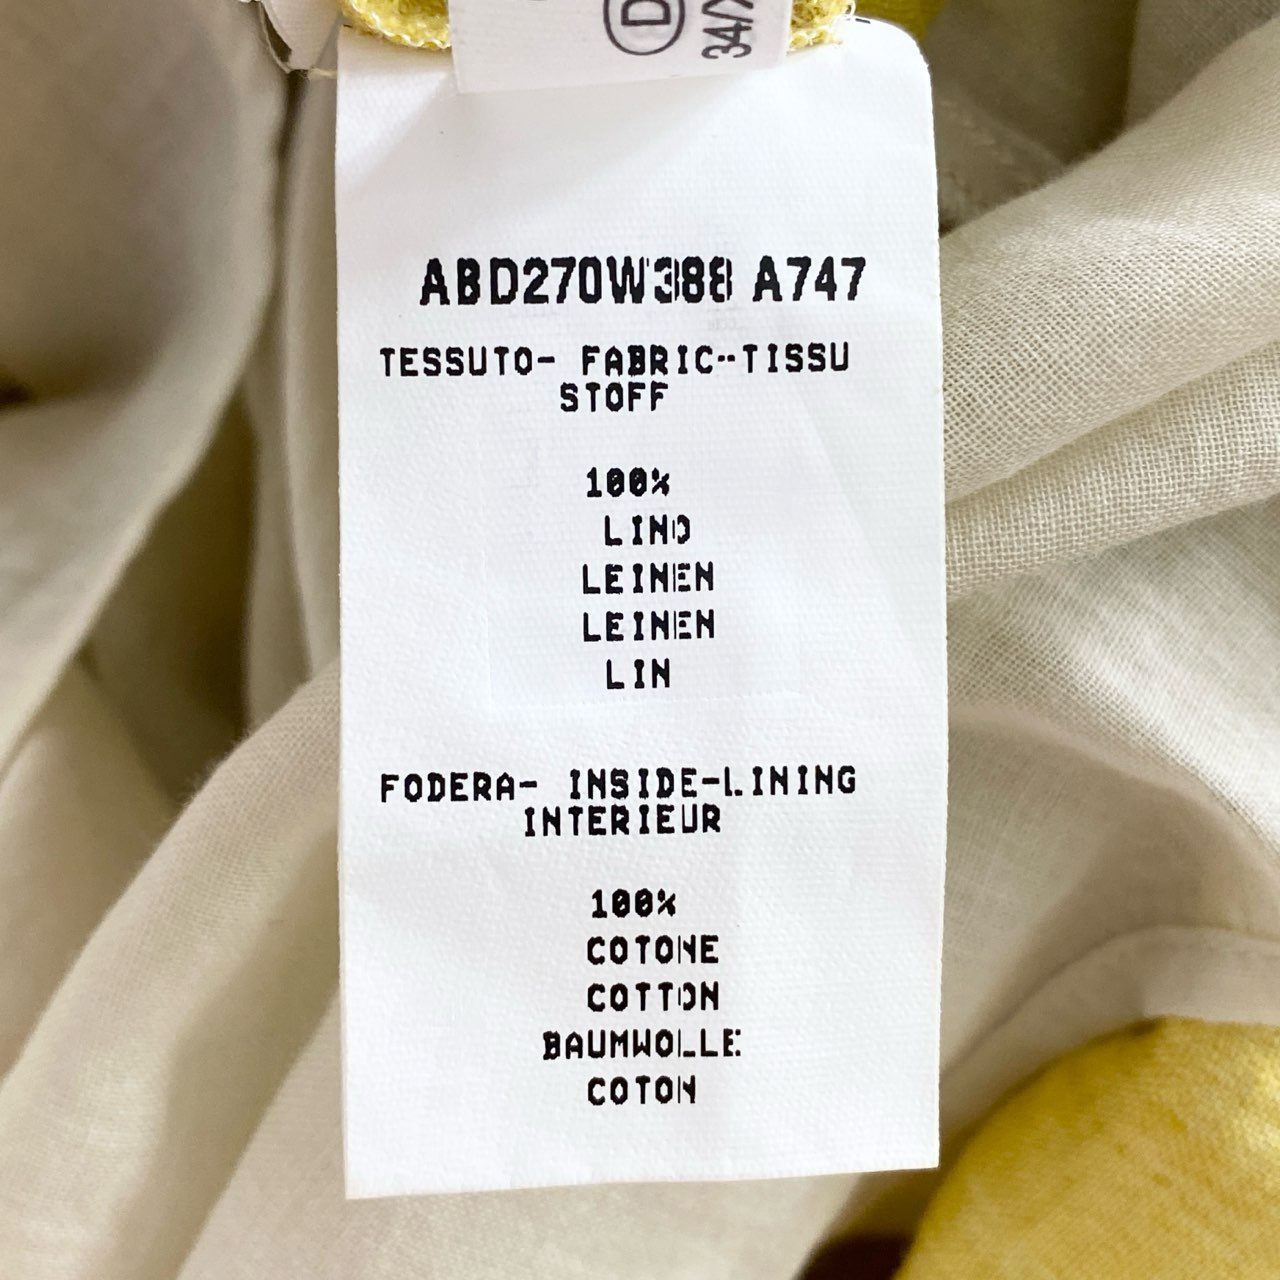 D
34/
ABD270W388 A747
TESSUTO- FABRIC--TISSU
STOFF
100%
LINO
LEINEN
LEINEN
LIN
FODERA- INSIDE-LINING
INTERIEUR
100%
COTONE
COTTON
BAUMWOLLE
COTON